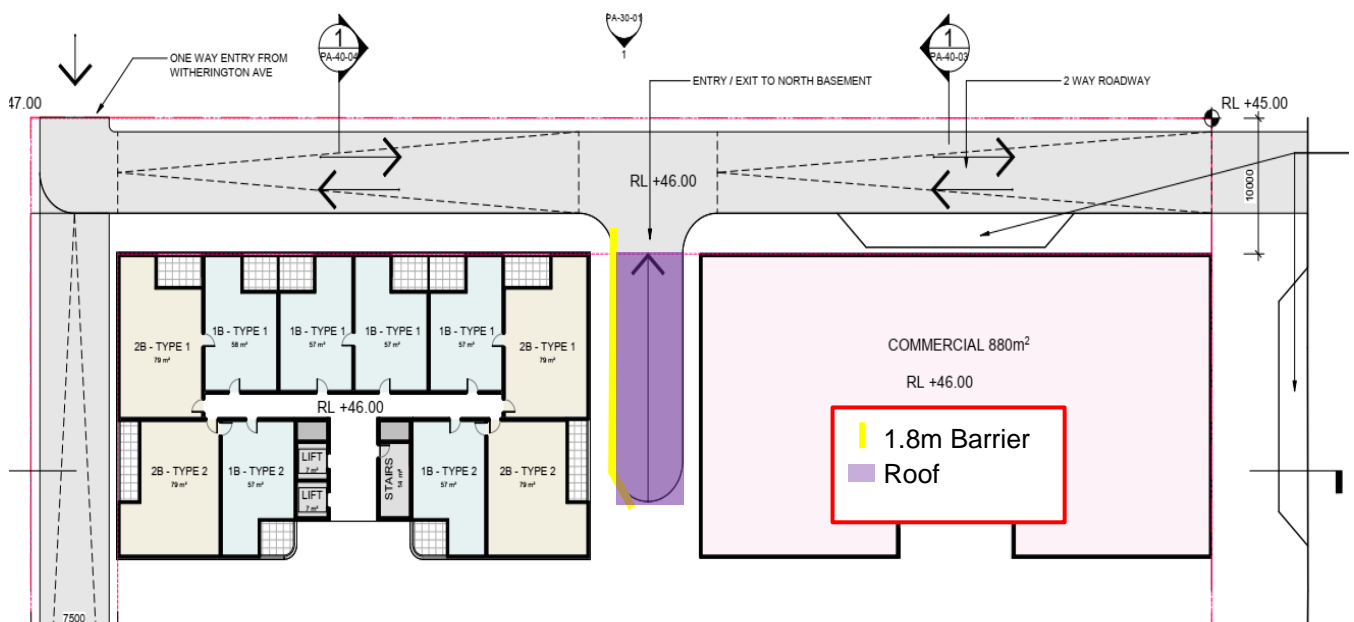 PA-30-01
1
1
PA-40-04
1
PA-40-03
ONE WAY ENTRY FROM
WITHERINGTON AVE
ENTRY / EXIT TO NORTH BASEMENT
2 WAY ROADWAY
47.00
RL +45.00
RL +46.00
10000
2B - TYPE 1
79 m²
1B - TYPE 1
58 m²
1B - TYPE 1
57 m²
1B - TYPE 1
57 m²
1B - TYPE 1
57 m²
2B - TYPE 1
79 m²
COMMERCIAL 880m²
RL +46.00
RL +46.00
2B - TYPE 2
79 m²
1B - TYPE 2
57 m²
LIFT
7 m²
LIFT
7 m²
STAIRS
14 m²
1B - TYPE 2
57 m²
2B - TYPE 2
79 m²
1.8m Barrier
Roof
7500